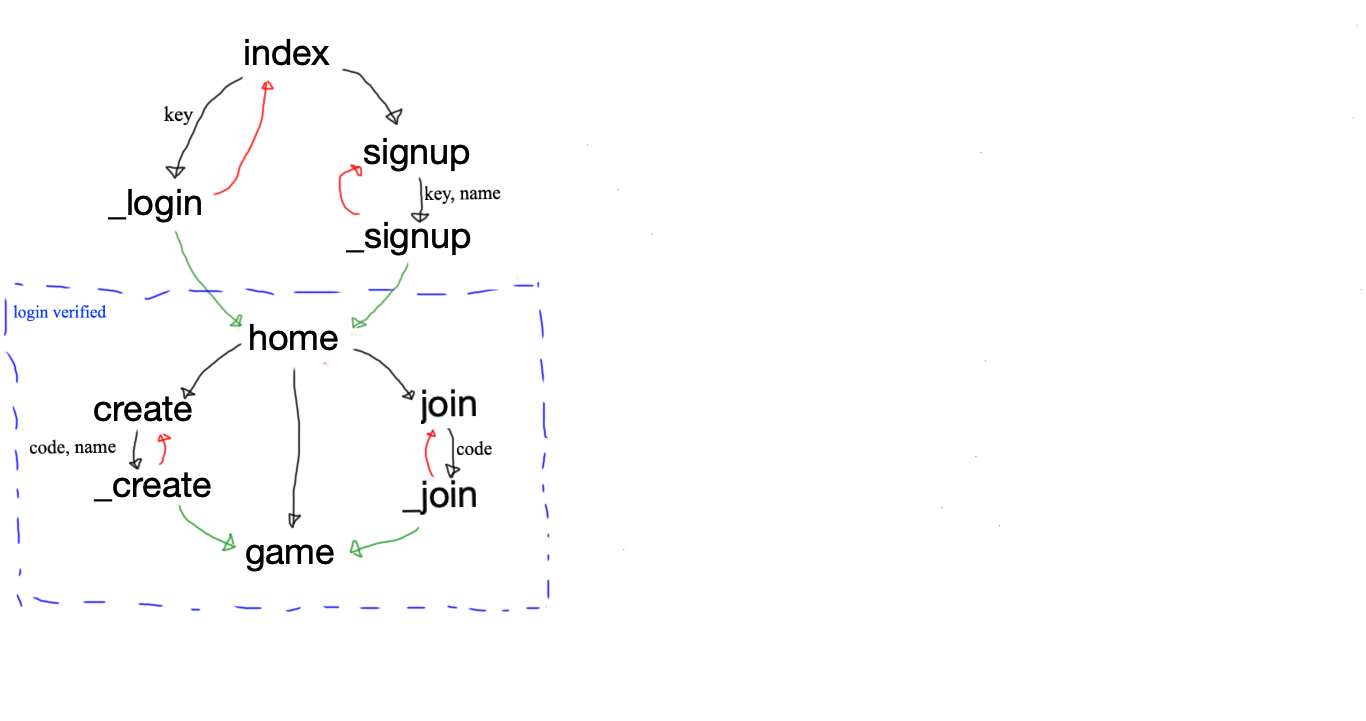 index
key
signup
_login
key, name
_signup
login verified
home
create
join
code, name
code
_create
_join
game